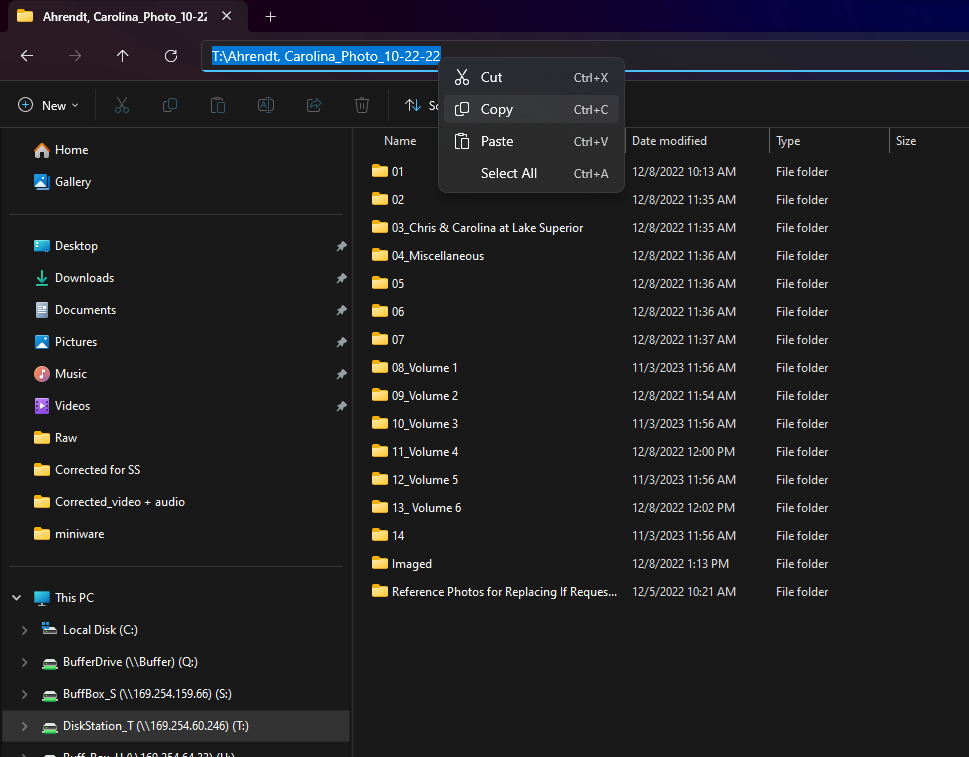 Ahrendt, Carolina_Photo_10-22
T:\Ahrendt, Carolina_Photo_10-22-22
New
Cut Ctrl+X
Copy Ctrl+C
Paste Ctrl+V
Select All Ctrl+A
Home
Gallery
Desktop
Downloads
Documents
Pictures
Music
Videos
Raw
Corrected for SS
Corrected_video + audio
miniware
This PC
Local Disk (C:)
BufferDrive (\\Buffer) (Q:)
BuffBox_S (\\169.254.159.66) (S:)
DiskStation_T (\\169.254.60.246) (T:)
Name Date modified Type Size
01 12/8/2022 10:13 AM File folder
02 12/8/2022 11:35 AM File folder
03_Chris & Carolina at Lake Superior 12/8/2022 11:35 AM File folder
04_Miscellaneous 12/8/2022 11:36 AM File folder
05 12/8/2022 11:36 AM File folder
06 12/8/2022 11:36 AM File folder
07 12/8/2022 11:37 AM File folder
08_Volume 1 11/3/2023 11:56 AM File folder
09_Volume 2 12/8/2022 11:54 AM File folder
10_Volume 3 11/3/2023 11:56 AM File folder
11_Volume 4 12/8/2022 12:00 PM File folder
12_Volume 5 11/3/2023 11:56 AM File folder
13_ Volume 6 12/8/2022 12:02 PM File folder
14 11/3/2023 11:56 AM File folder
Imaged 12/8/2022 1:13 PM File folder
Reference Photos for Replacing If Reques... 12/5/2022 10:21 AM File folder